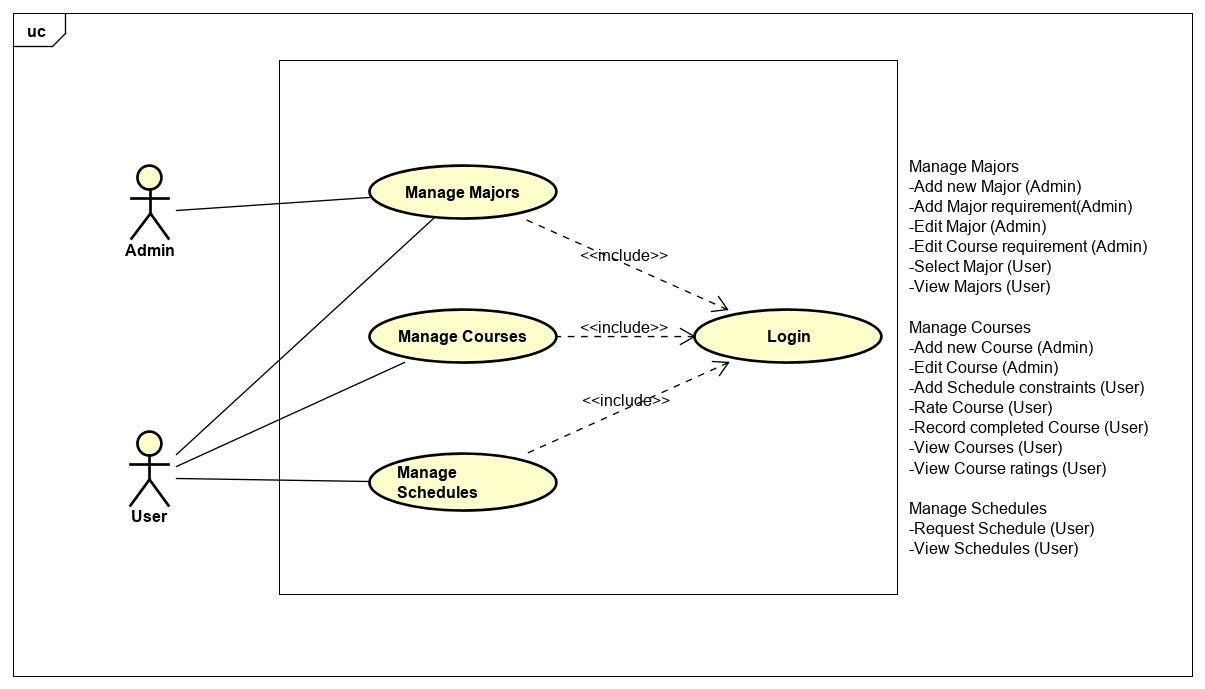 uc
Admin
User
Manage Majors
Manage Courses
Manage
Schedules
<<include>>
<<include>>
<<include>>
Login
Manage Majors
-Add new Major (Admin)
-Add Major requirement(Admin)
-Edit Major (Admin)
-Edit Course requirement (Admin)
-Select Major (User)
-View Majors (User)
Manage Courses
-Add new Course (Admin)
-Edit Course (Admin)
-Add Schedule constraints (User)
-Rate Course (User)
-Record completed Course (User)
-View Courses (User)
-View Course ratings (User)
Manage Schedules
-Request Schedule (User)
-View Schedules (User)